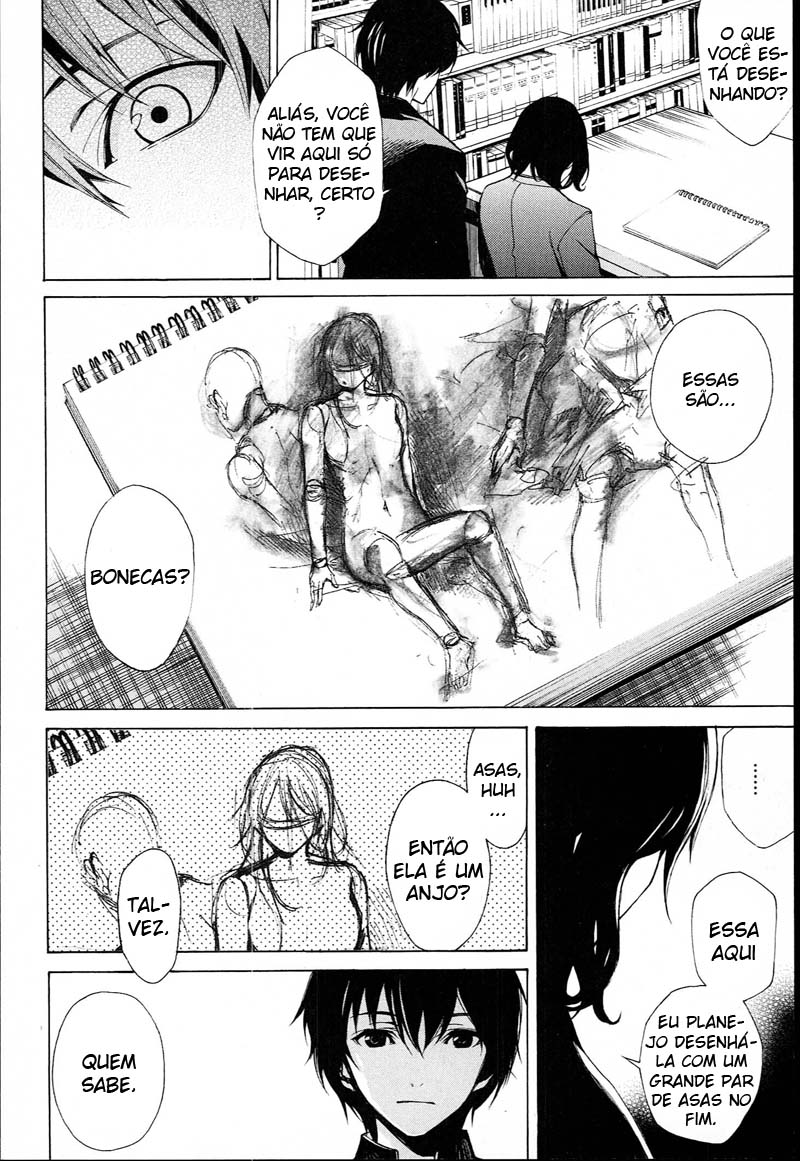 O QUE
VOCÊ ES-
TÁ DESE-
NHANDO?
ALIÁS, VOCÊ
NÃO TEM QUE
VIR AQUI SÓ
PARA DESE-
NHAR, CERTO
?
ESSAS
SÃO...
BONECAS?
........
ESSA
AQUI
EU PLANE-
JO DESENHÁ-
LA COM UM
GRANDE PAR
DE ASAS NO
FIM.
ASAS,
HUH
...
ENTÃO
ELA É UM
ANJO?
TAL-
VEZ.
QUEM
SABE.